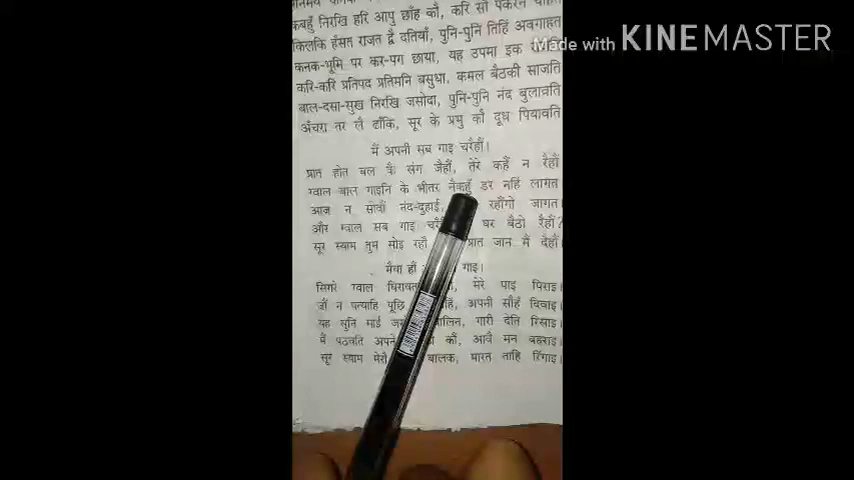 कबहुँ निरखि हरि आपु छाँह कौ, करि सौं पकरन
किलकि हँसत राजत द्वै दतियाँ, पुनि-पुनि तिहिं अवगाहत
Made with KINEMASTER
कनक-भूमि पर कर-पग छाया, यह उपमा इक
करि-करि प्रतिपद प्रतिमनि बसुधा, कमल बैठकी साजति
बाल-दसा-सुख निरखि जसोदा, पुनि-पुनि नंद बुलावति
अँचरा तर लै ढाँकि, सूर के प्रभु कौं दूध पियावति
मैं अपनी सब गाइ चरैहौं।
प्रात होत बल कै संग जैहौं, तेरे कहैं न रैहौं
ग्वाल बाल गाइनि के भीतर नैकहुँ डर नहिं लागत
आज न सोवौं नंद-दुहाई, रहौंगो जागत।
और ग्वाल सब गाइ घर बैठो रैहौं?
सूर स्याम तुम सोइ रहौ प्रात जान मैं दैहौं।
मैया हौं गाइ।
सिगरे ग्वाल घिरावत मेरे पाइ पिराइ।
जौं न पत्याहि पूछि अपनी सौंह दिवाइ।
यह सुनि माई गारी देति रिसाइ।
मैं पठवति अपने कौं, आवै मन बहराइ।
सूर स्याम मेरौ बालक, मारत ताहि रिंगाइ।